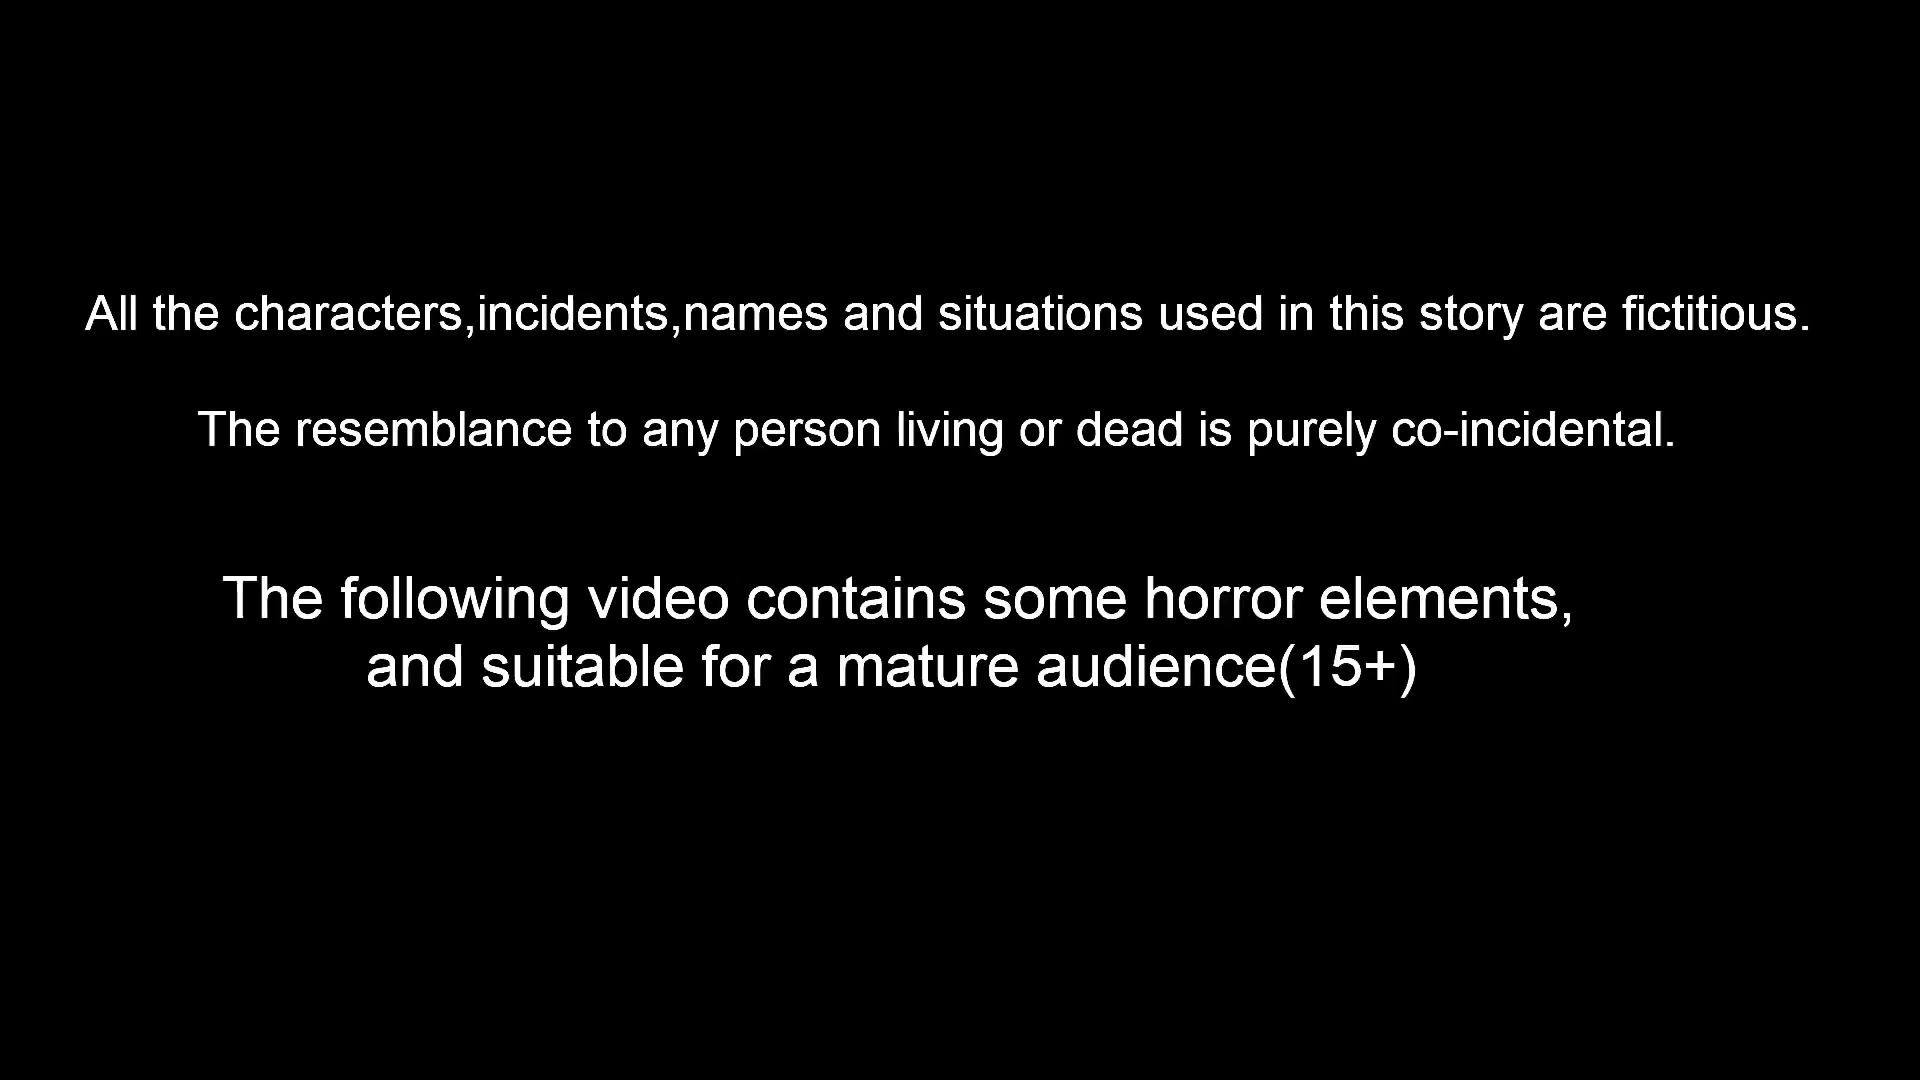 All the characters,incidents,names and situations used in this story are fictitious.
The resemblance to any person living or dead is purely co-incidental.
The following video contains some horror elements,
and suitable for a mature audience(15+)